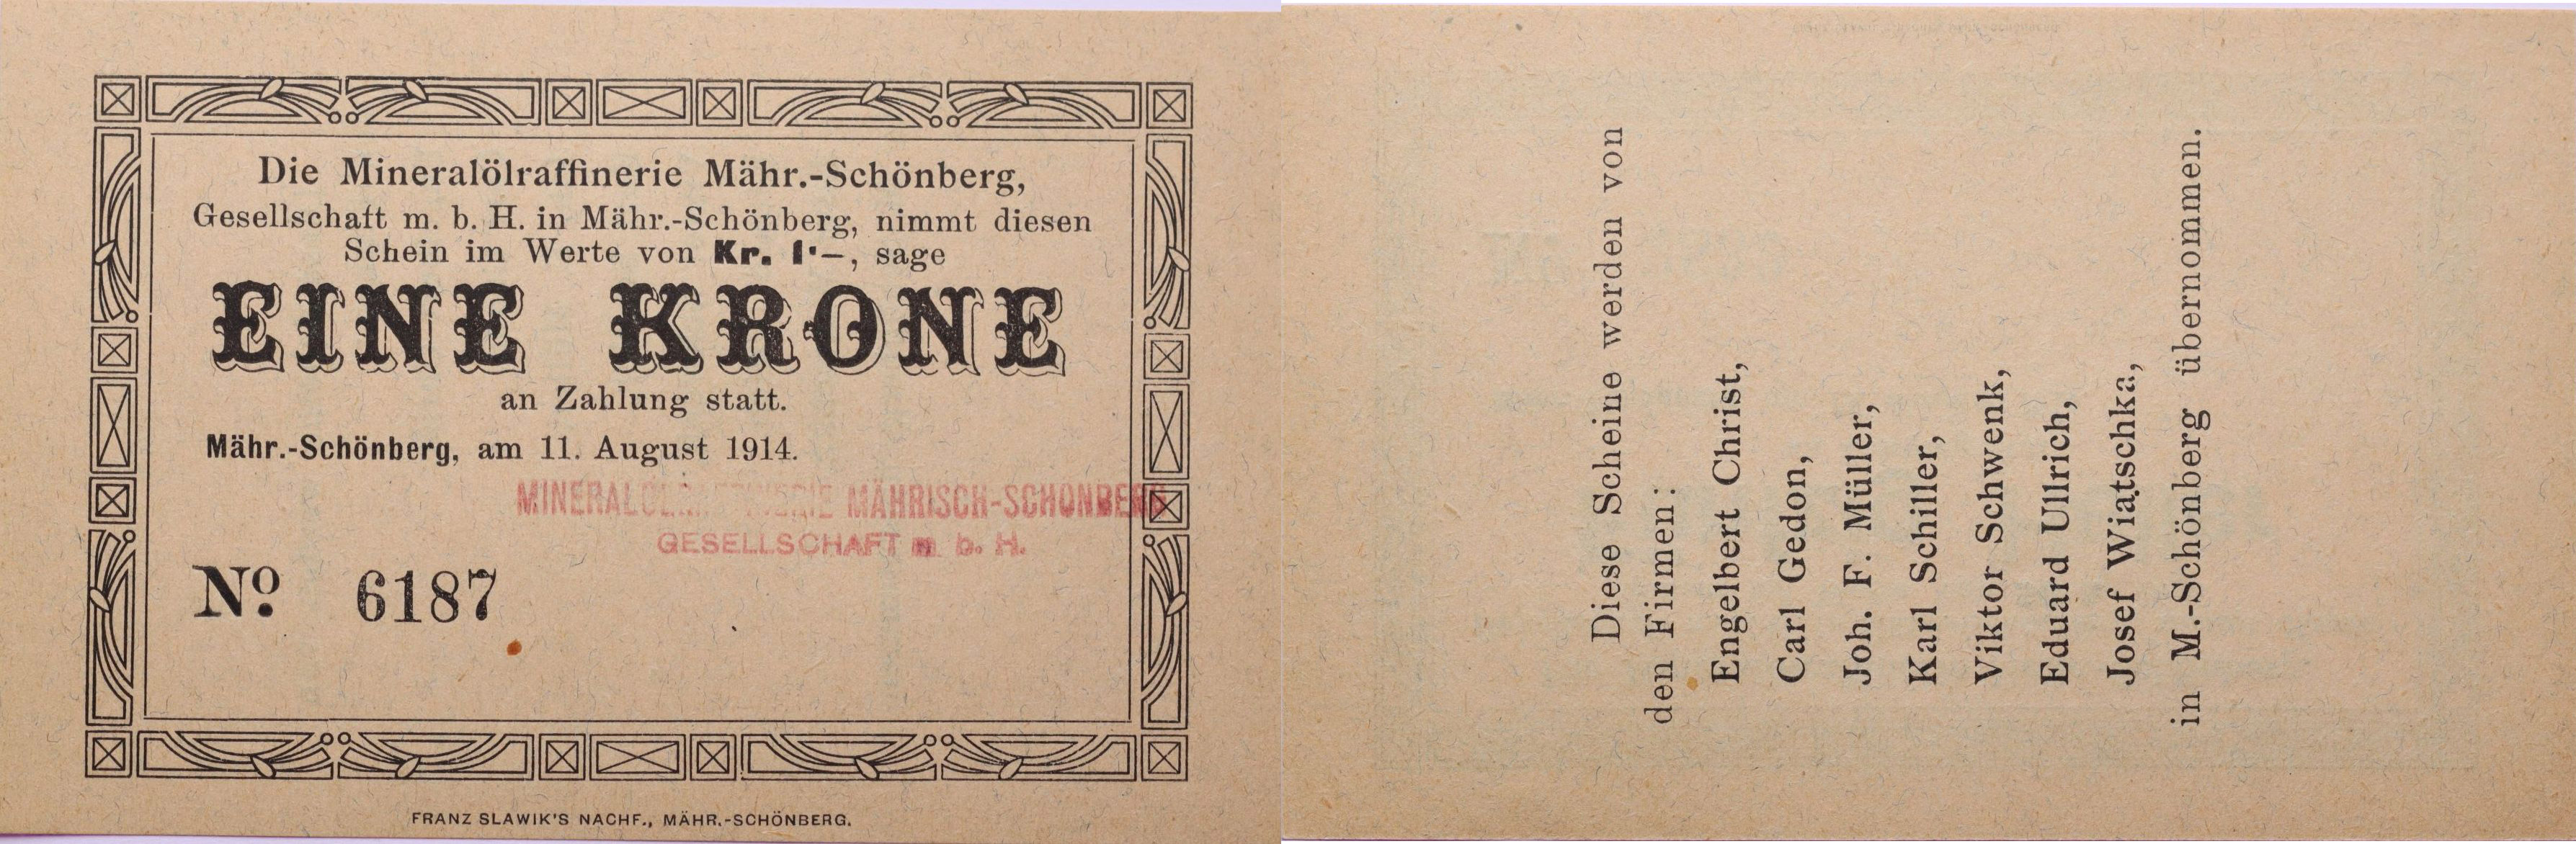 Die Mineralölraffinerie Mähr.-Schönberg,
Gesellschaft m. b. H. in Mähr.-Schönberg, nimmt diesen
Schein im Werte von Kr. 1·—, sage
EINE KRONE
an Zahlung statt.
Mähr.-Schönberg, am 11. August 1914.
MÄHRISCH-SCHÖNBERG
GESELLSCHAFT m b. H.
No. 6187
FRANZ SLAWIK'S NACHF., MÄHR.-SCHÖNBERG.
Diese Scheine werden von
den Firmen:
Engelbert Christ,
Carl Gedon,
Joh. F. Müller,
Karl Schiller,
Viktor Schwenk,
Eduard Ullrich,
Josef Wiatschka,
in M.-Schönberg übernommen.